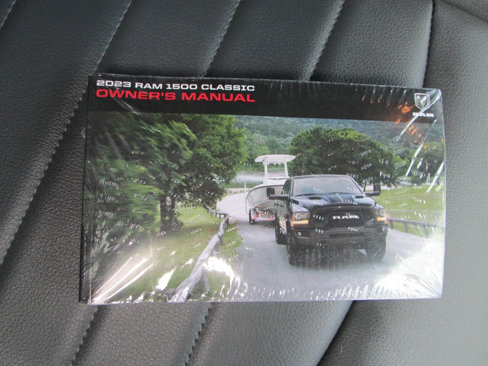 2023 RAM 1500 CLASSIC
OWNER'S MANUAL
RAM